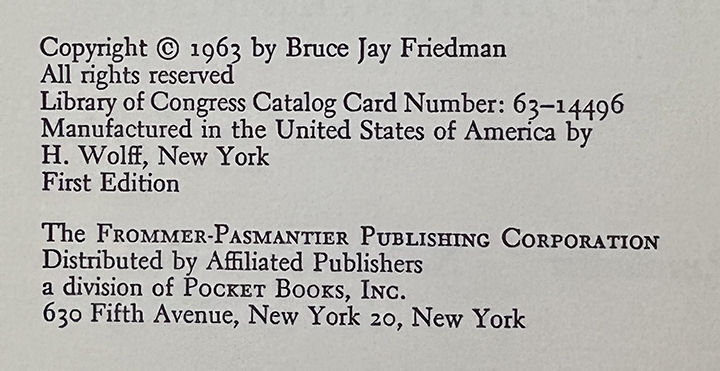 Copyright © 1963 by Bruce Jay Friedman
All rights reserved
Library of Congress Catalog Card Number: 63–14496
Manufactured in the United States of America by
H. Wolff, New York
First Edition
The FROMMER-PASMANTIER PUBLISHING CORPORATION
Distributed by Affiliated Publishers
a division of POCKET BOOKS, INC.
630 Fifth Avenue, New York 20, New York